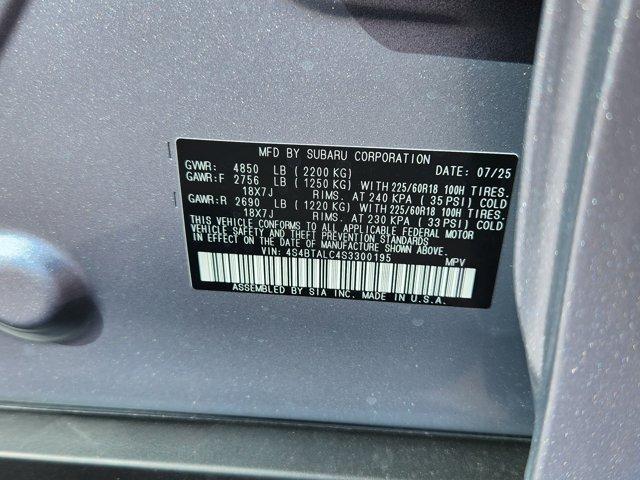 MFD BY SUBARU CORPORATION DATE: 07/25
GVWR: 4850 LB (2200 KG)
GAWR:F 2756 LB (1250 KG) WITH 225/60R18 100H TIRES.
18X7J RIMS. AT 240 KPA (35 PSI) COLD
GAWR:R 2690 LB (1220 KG) WITH 225/60R18 100H TIRES.
18X7J RIMS. AT 230 KPA (33 PSI) COLD
THIS VEHICLE CONFORMS TO ALL APPLICABLE FEDERAL MOTOR
VEHICLE SAFETY AND THEFT PREVENTION STANDARDS
IN EFFECT ON THE DATE OF MANUFACTURE SHOWN ABOVE.
VIN: 4S4BTALC4S3300195 MPV
ASSEMBLED BY SIA INC. MADE IN U.S.A.